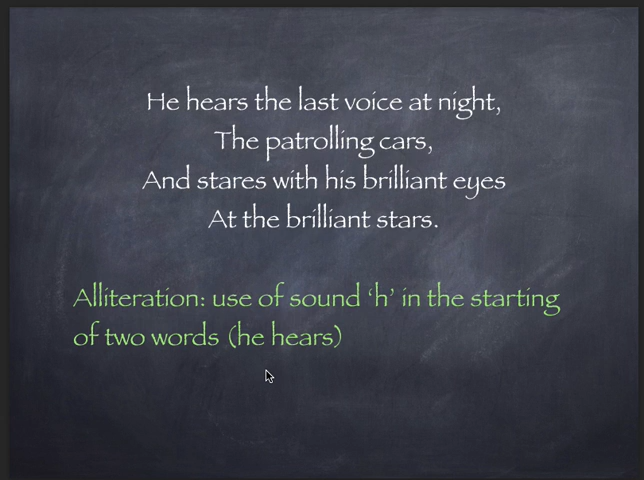 He hears the last voice at night,
The patrolling cars,
And stares with his brilliant eyes
At the brilliant stars.
Alliteration: use of sound ‘h’ in the starting
of two words (he hears)